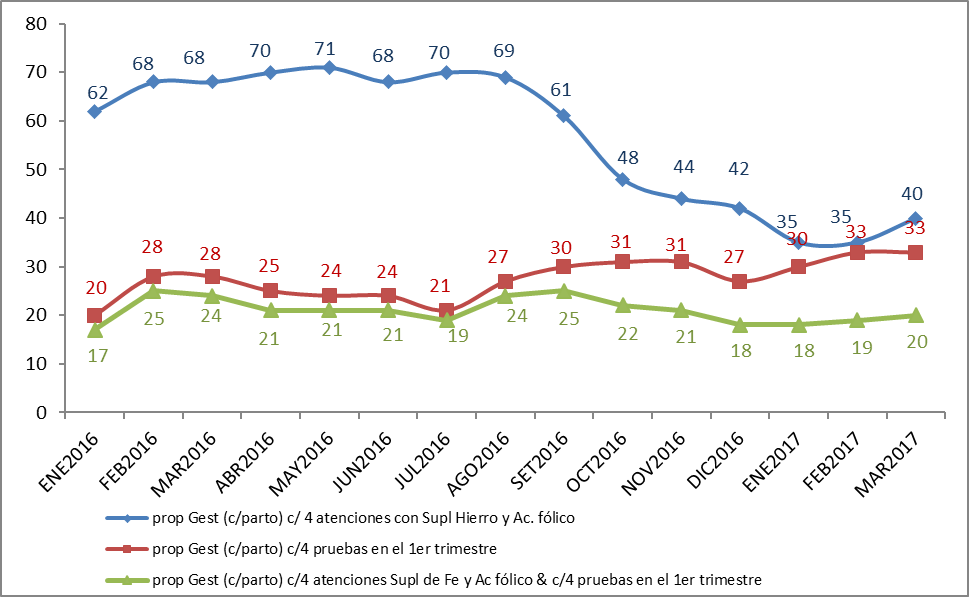 80
70
60
50
40
30
20
10
0
62 68 68 70 71 68 70 69 61 48 44 42 35 35 40
20 28 28 25 24 24 21 27 30 31 31 27 30 33 33
17 25 24 21 21 21 19 24 25 22 21 18 18 19 20
ENE2016 FEB2016 MAR2016 ABR2016 MAY2016 JUN2016 JUL2016 AGO2016 SET2016 OCT2016 NOV2016 DIC2016 ENE2017 FEB2017 MAR2017
prop Gest (c/parto) c/ 4 atenciones con Supl Hierro y Ac. fólico
prop Gest (c/parto) c/4 pruebas en el 1er trimestre
prop Gest (c/parto) c/4 atenciones Supl de Fe y Ac fólico & c/4 pruebas en el 1er trimestre